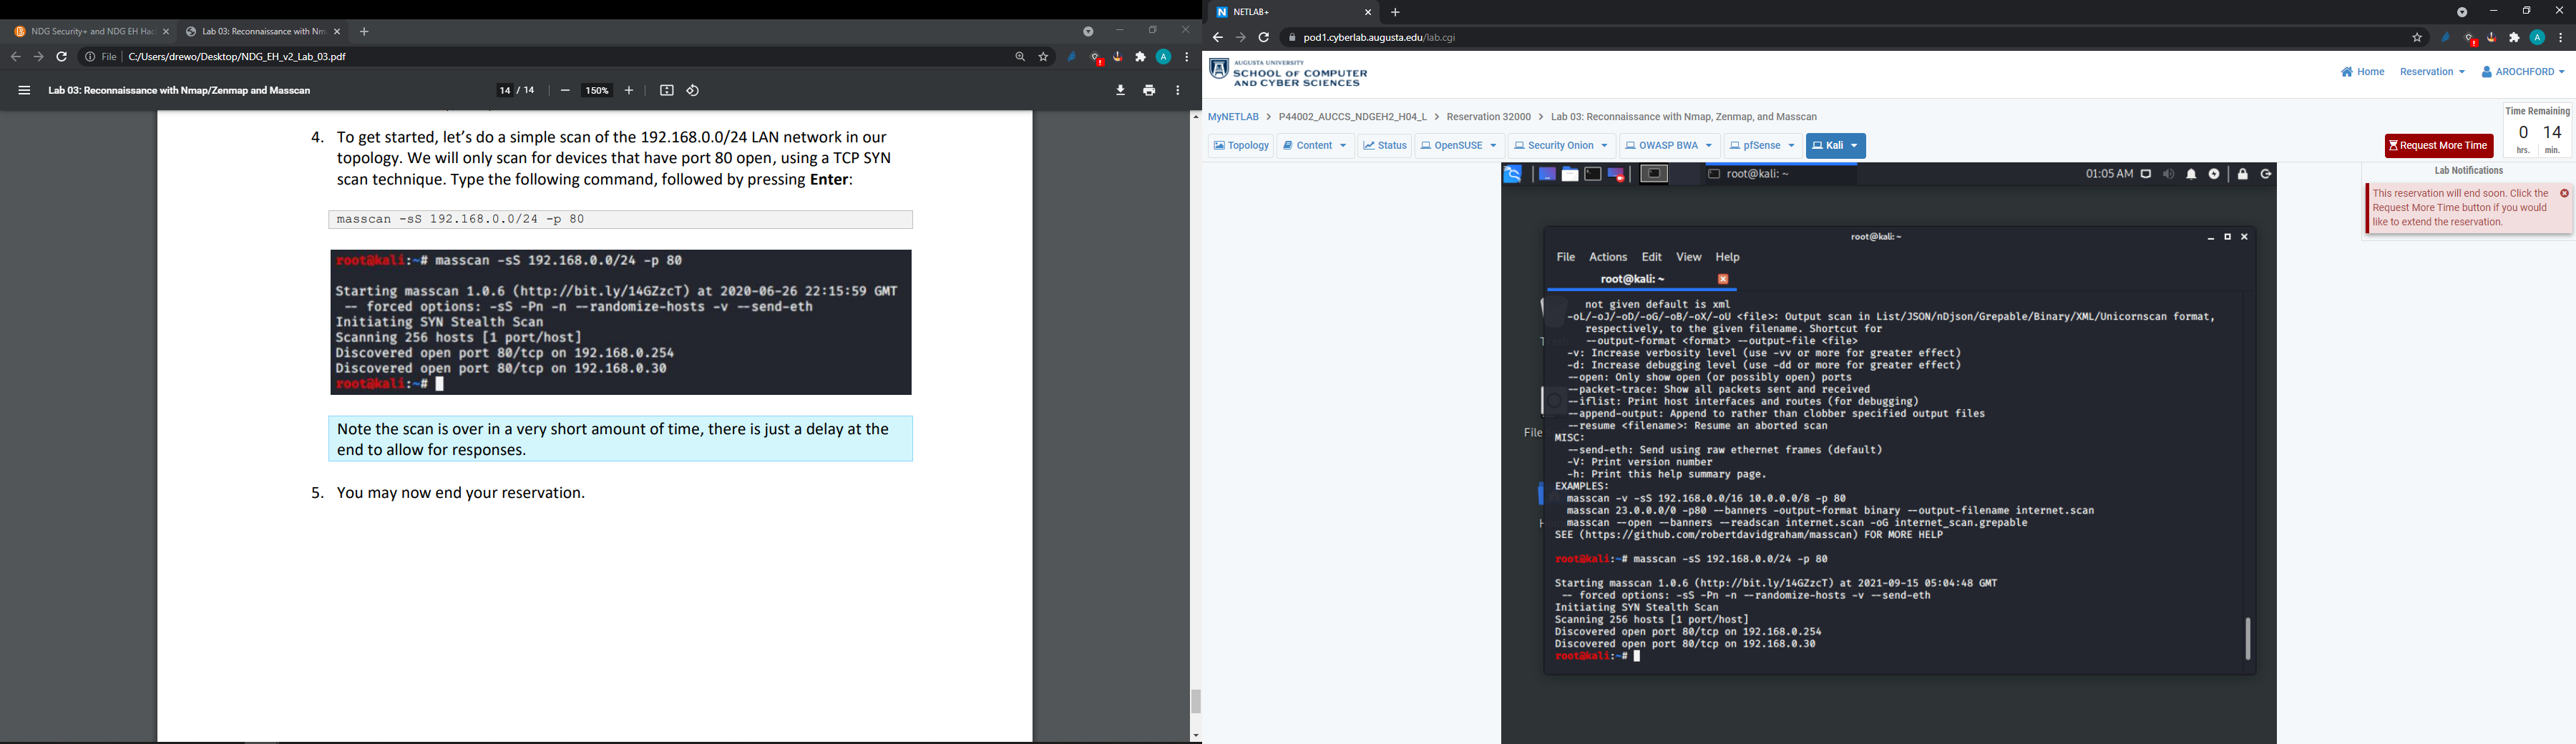 NDG Security+ and NDG EH Hac
Lab 03: Reconnaissance with Nm
File
C:/Users/drewo/Desktop/NDG_EH_v2_Lab_03.pdf
A
Lab 03: Reconnaissance with Nmap/Zenmap and Masscan
14 / 14
150%
4. To get started, let's do a simple scan of the 192.168.0.0/24 LAN network in our
topology. We will only scan for devices that have port 80 open, using a TCP SYN
scan technique. Type the following command, followed by pressing Enter:
masscan -sS 192.168.0.0/24 -p 80
root@kali:~# masscan -sS 192.168.0.0/24 -p 80
Starting masscan 1.0.6 (http://bit.ly/14GZzcT) at 2020-06-26 22:15:59 GMT
-- forced options: -sS -Pn -n --randomize-hosts -v --send-eth
Initiating SYN Stealth Scan
Scanning 256 hosts [1 port/host]
Discovered open port 80/tcp on 192.168.0.254
Discovered open port 80/tcp on 192.168.0.30
root@kali:~#
Note the scan is over in a very short amount of time, there is just a delay at the
end to allow for responses.
5. You may now end your reservation.
N NETLAB+
pod1.cyberlab.augusta.edu/lab.cgi
A
AUGUSTA UNIVERSITY
SCHOOL OF COMPUTER
AND CYBER SCIENCES
Home
Reservation
AROCHFORD
MyNETLAB > P44002_AUCCS_NDGEH2_H04_L > Reservation 32000 > Lab 03: Reconnaissance with Nmap, Zenmap, and Masscan
Topology
Content
Status
OpenSUSE
Security Onion
OWASP BWA
pfSense
Kali
Request More Time
Time Remaining
0 14
hrs. min.
Lab Notifications
This reservation will end soon. Click the
Request More Time button if you would
like to extend the reservation.
root@kali: ~
01:05 AM
File
root@kali: ~
File Actions Edit View Help
root@kali: ~
not given default is xml
-oL/-oJ/-oD/-oG/-oB/-oX/-oU <file>: Output scan in List/JSON/nDjson/Grepable/Binary/XML/Unicornscan format,
respectively, to the given filename. Shortcut for
--output-format <format> --output-file <file>
-v: Increase verbosity level (use -vv or more for greater effect)
-d: Increase debugging level (use -dd or more for greater effect)
--open: Only show open (or possibly open) ports
--packet-trace: Show all packets sent and received
--iflist: Print host interfaces and routes (for debugging)
--append-output: Append to rather than clobber specified output files
--resume <filename>: Resume an aborted scan
MISC:
--send-eth: Send using raw ethernet frames (default)
-V: Print version number
-h: Print this help summary page.
EXAMPLES:
masscan -v -sS 192.168.0.0/16 10.0.0.0/8 -p 80
masscan 23.0.0.0/0 -p80 --banners -output-format binary --output-filename internet.scan
masscan --open --banners --readscan internet.scan -oG internet_scan.grepable
SEE (https://github.com/robertdavidgraham/masscan) FOR MORE HELP
root@kali:~# masscan -sS 192.168.0.0/24 -p 80
Starting masscan 1.0.6 (http://bit.ly/14GZzcT) at 2021-09-15 05:04:48 GMT
-- forced options: -sS -Pn -n --randomize-hosts -v --send-eth
Initiating SYN Stealth Scan
Scanning 256 hosts [1 port/host]
Discovered open port 80/tcp on 192.168.0.254
Discovered open port 80/tcp on 192.168.0.30
root@kali:~#